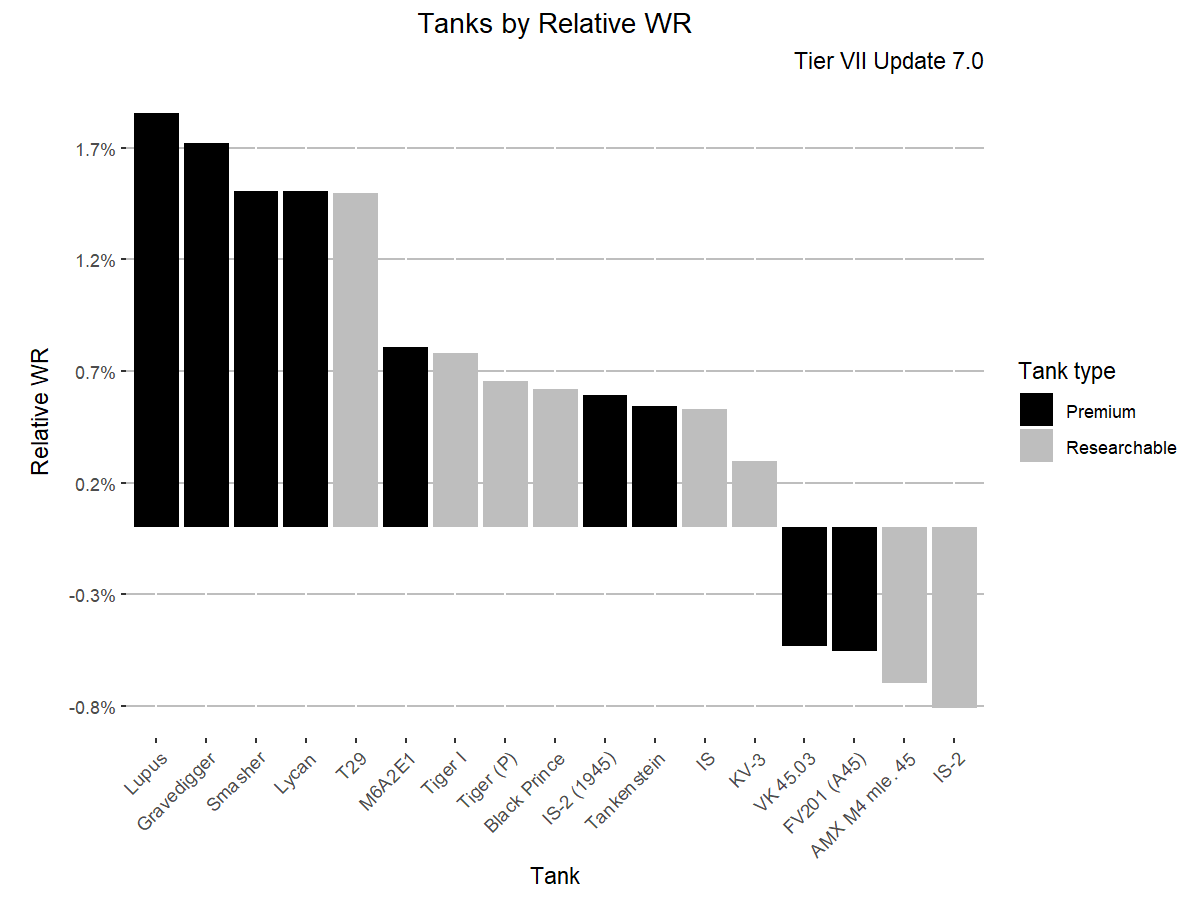 Tanks by Relative WR
Tier VII Update 7.0
Relative WR
1.7%
1.2%
0.7%
0.2%
-0.3%
-0.8%
Lupus
Gravedigger
Smasher
Lycan
T29
M6A2E1
Tiger I
Tiger (P)
Black Prince
IS-2 (1945)
Tankenstein
IS
KV-3
VK 45.03
FV201 (A45)
AMX M4 mle. 45
IS-2
Tank
Tank type
Premium
Researchable